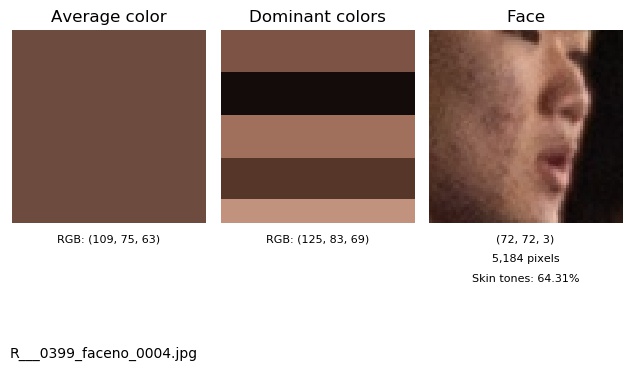 Average color
Dominant colors
Face
RGB: (109, 75, 63)
RGB: (125, 83, 69)
(72, 72, 3)
5,184 pixels
Skin tones: 64.31%
R___0399_faceno_0004.jpg